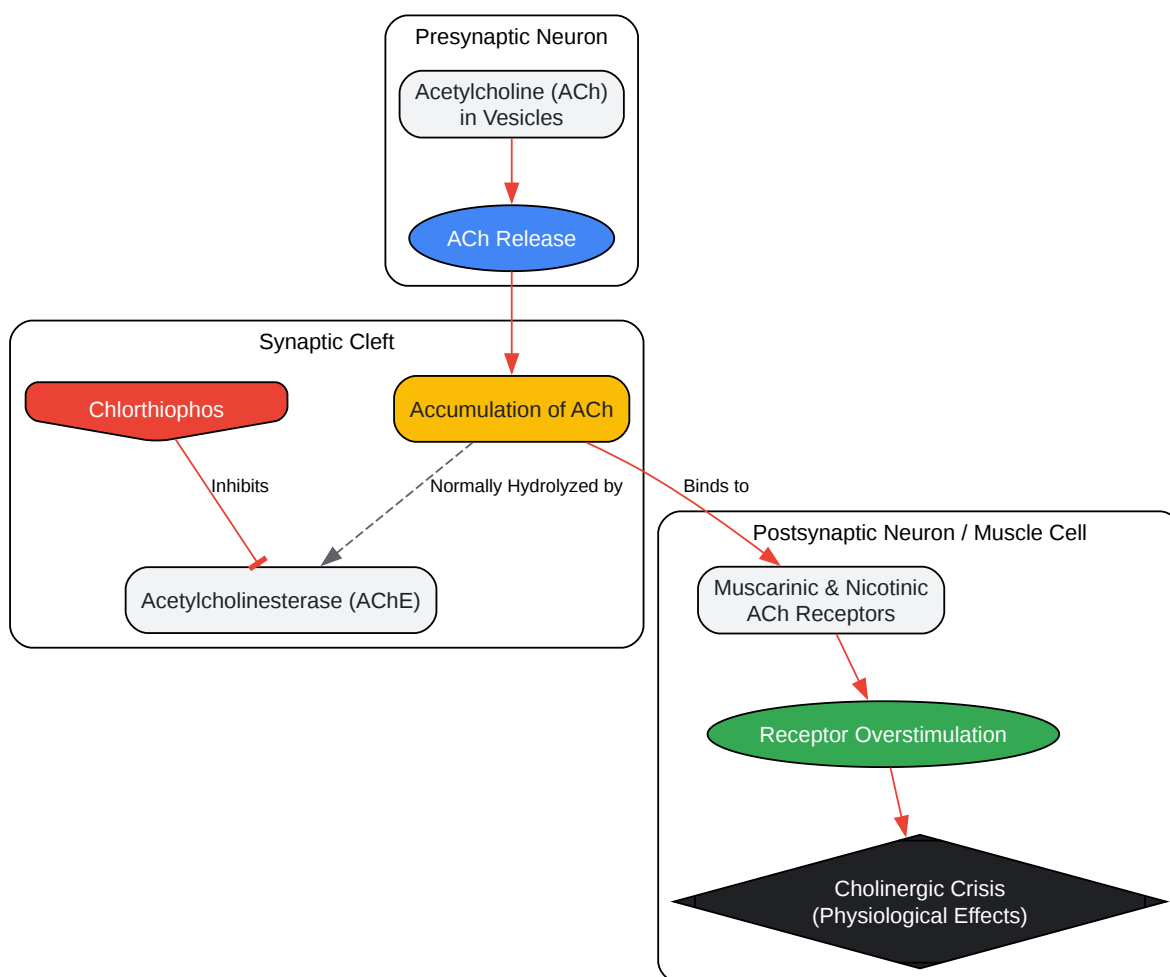 Presynaptic Neuron
Acetylcholine (ACh)
in Vesicles
ACh Release
Synaptic Cleft
Chlorthiophos
Accumulation of ACh
Inhibits
Normally Hydrolyzed by
Binds to
Acetylcholinesterase (AChE)
Postsynaptic Neuron / Muscle Cell
Muscarinic & Nicotinic
ACh Receptors
Receptor Overstimulation
Cholinergic Crisis
(Physiological Effects)